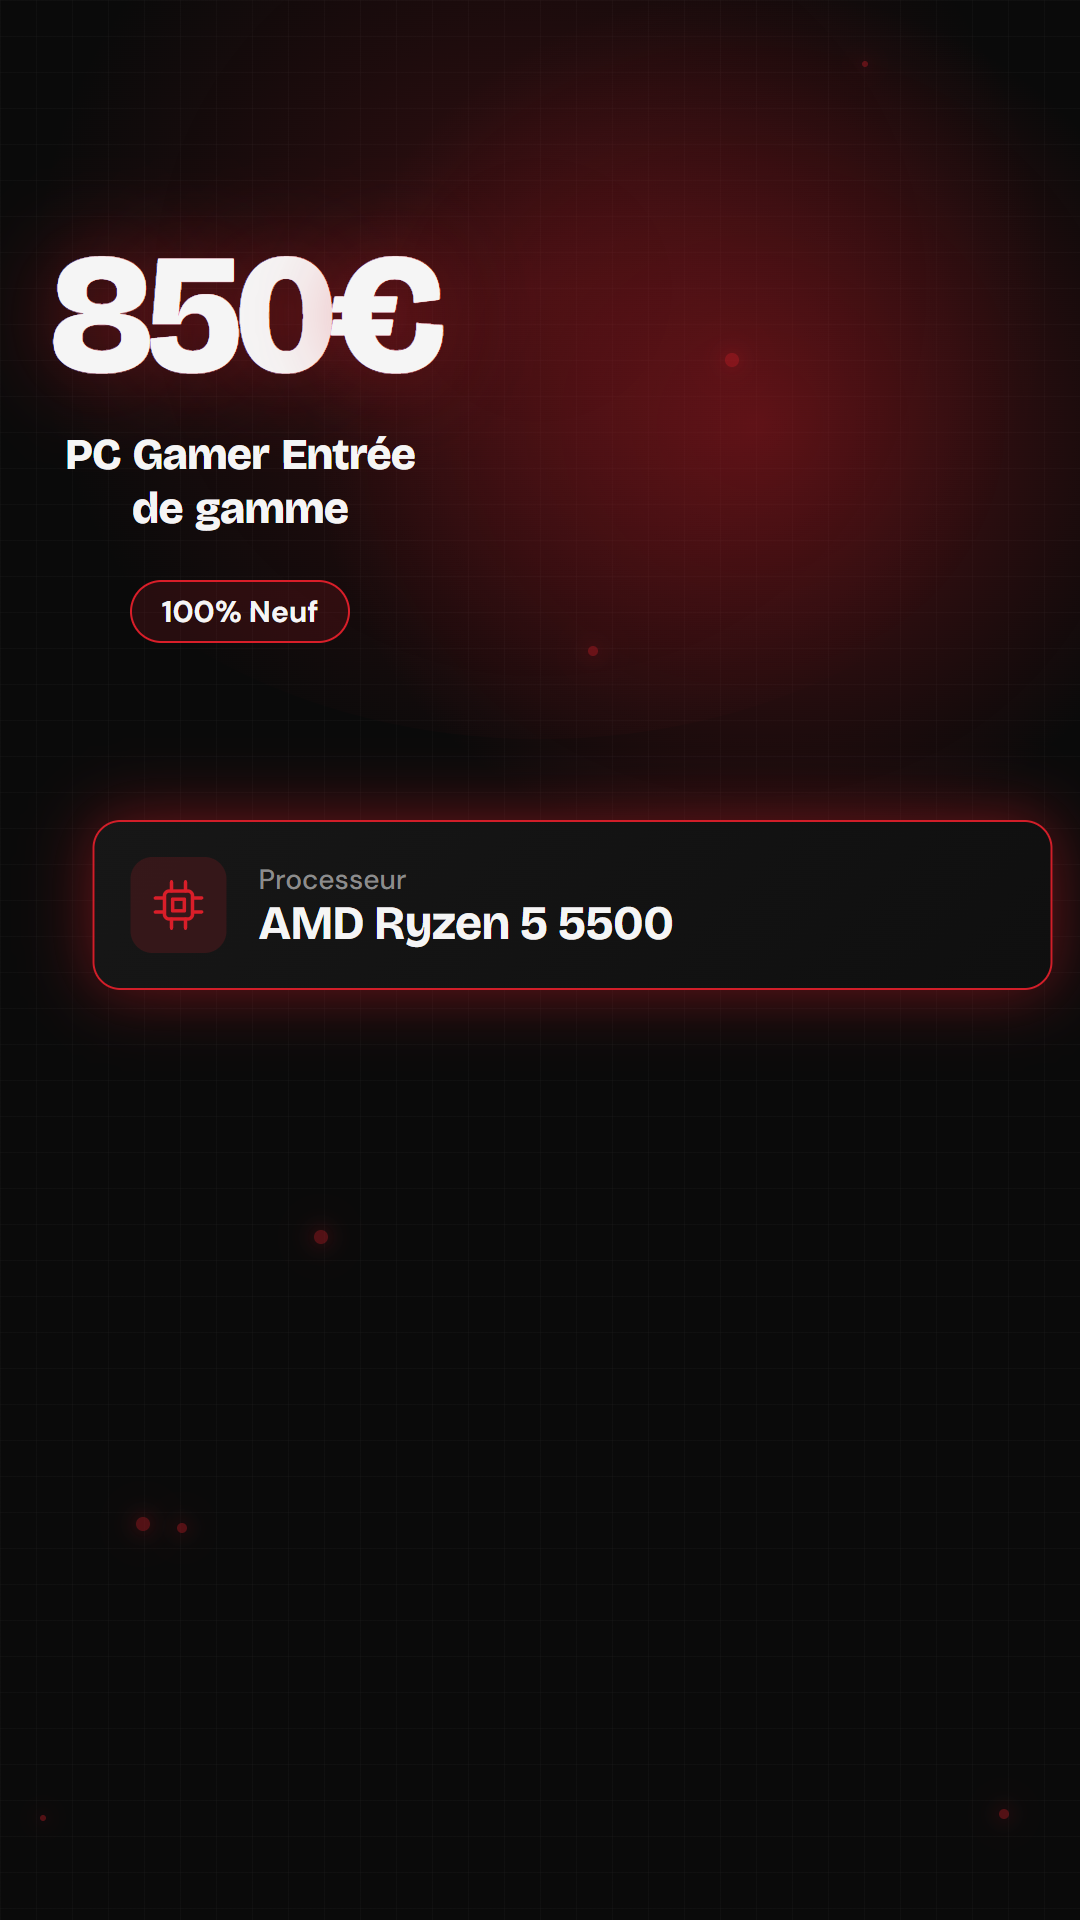 850€
PC Gamer Entrée
de gamme
100% Neuf
Processeur
AMD Ryzen 5 5500